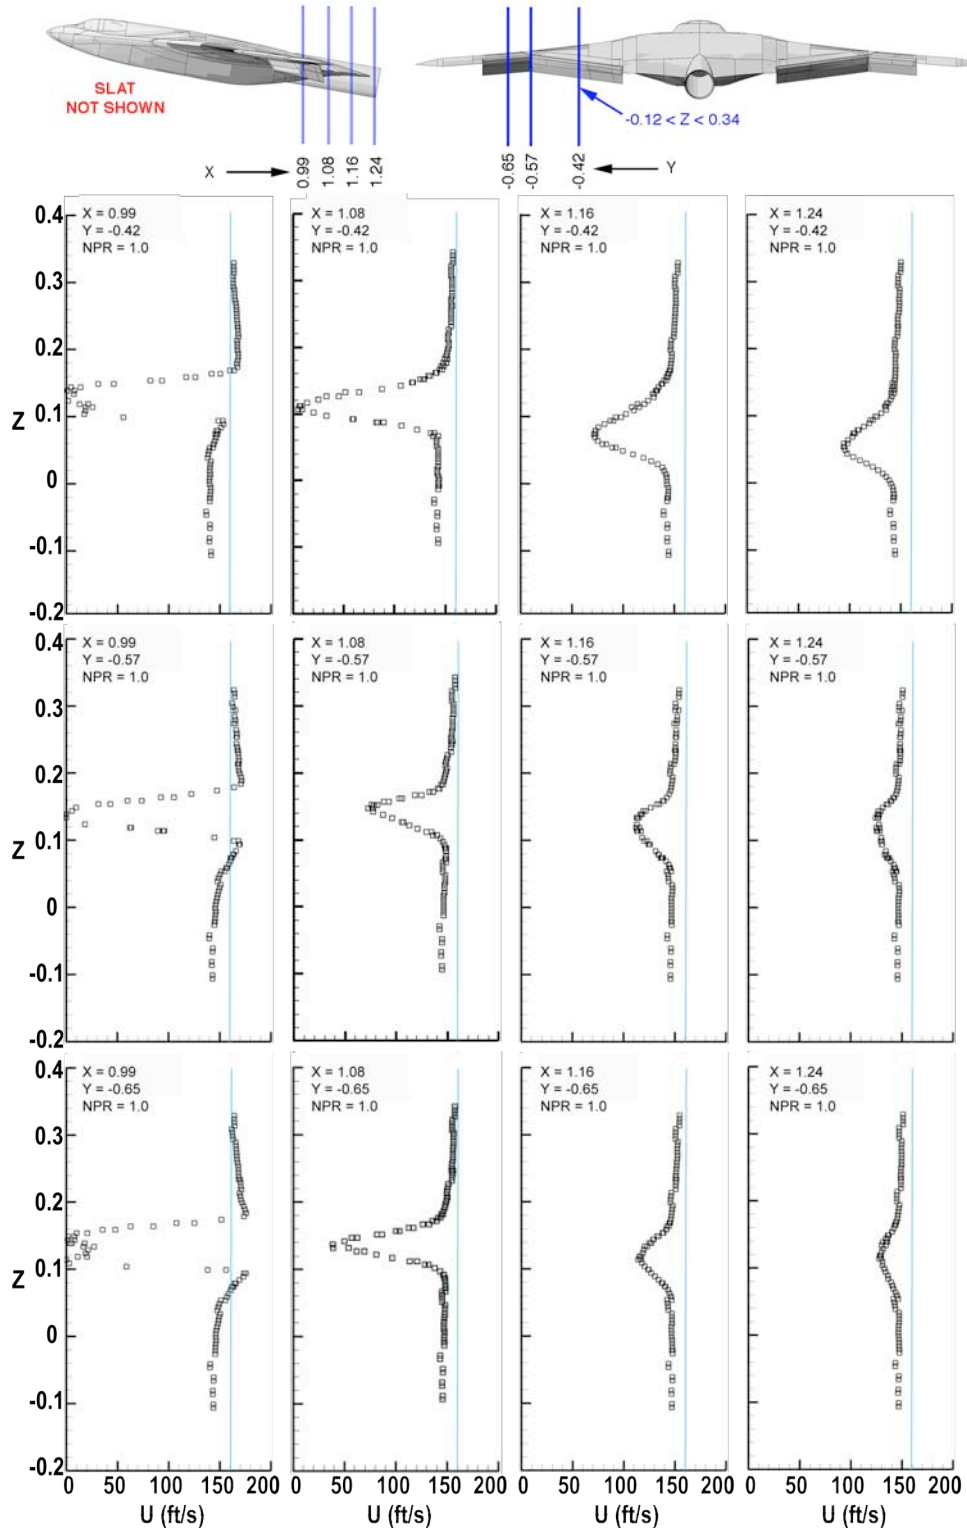 SLAT
NOT SHOWN
-0.12 < Z < 0.34
X
0.99
1.08
1.16
1.24
-0.65
-0.57
-0.42
Y
X = 0.99
Y = -0.42
NPR = 1.0
X = 1.08
Y = -0.42
NPR = 1.0
X = 1.16
Y = -0.42
NPR = 1.0
X = 1.24
Y = -0.42
NPR = 1.0
0.4
0.3
0.2
0.1
Z
0
-0.1
-0.2
X = 0.99
Y = -0.57
NPR = 1.0
X = 1.08
Y = -0.57
NPR = 1.0
X = 1.16
Y = -0.57
NPR = 1.0
X = 1.24
Y = -0.57
NPR = 1.0
0.4
0.3
0.2
0.1
Z
0
-0.1
-0.2
X = 0.99
Y = -0.65
NPR = 1.0
X = 1.08
Y = -0.65
NPR = 1.0
X = 1.16
Y = -0.65
NPR = 1.0
X = 1.24
Y = -0.65
NPR = 1.0
0.4
0.3
0.2
0.1
Z
0
-0.1
-0.2
0 50 100 150 200
0 50 100 150 200
0 50 100 150 200
0 50 100 150 200
U (ft/s)
U (ft/s)
U (ft/s)
U (ft/s)